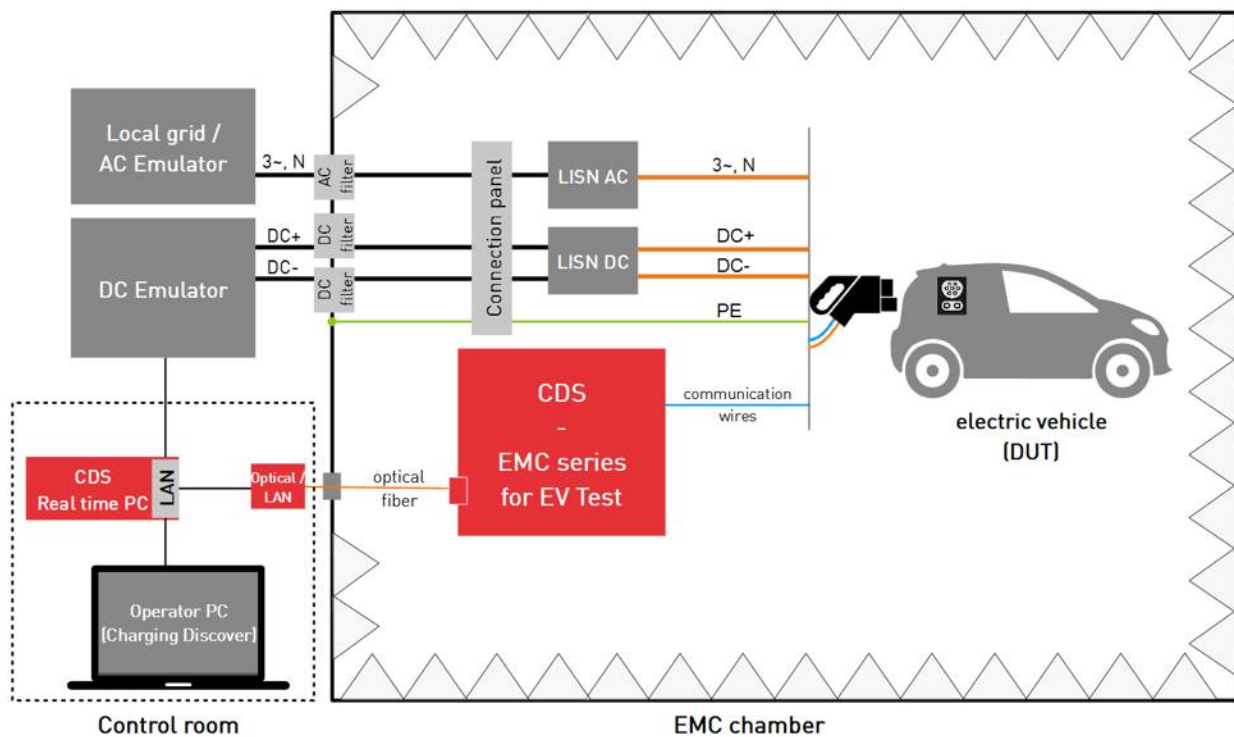 Local grid /
AC Emulator
3~, N
AC
filter
Connection panel
LISN AC
3~, N
DC Emulator
DC+
DC-
DC
filter
DC
filter
LISN DC
DC+
DC-
PE
CDS
-
EMC series
for EV Test
communication
wires
electric vehicle
(DUT)
CDS
Real time PC
LAN
Optical /
LAN
optical
fiber
Operator PC
(Charging Discover)
Control room
EMC chamber